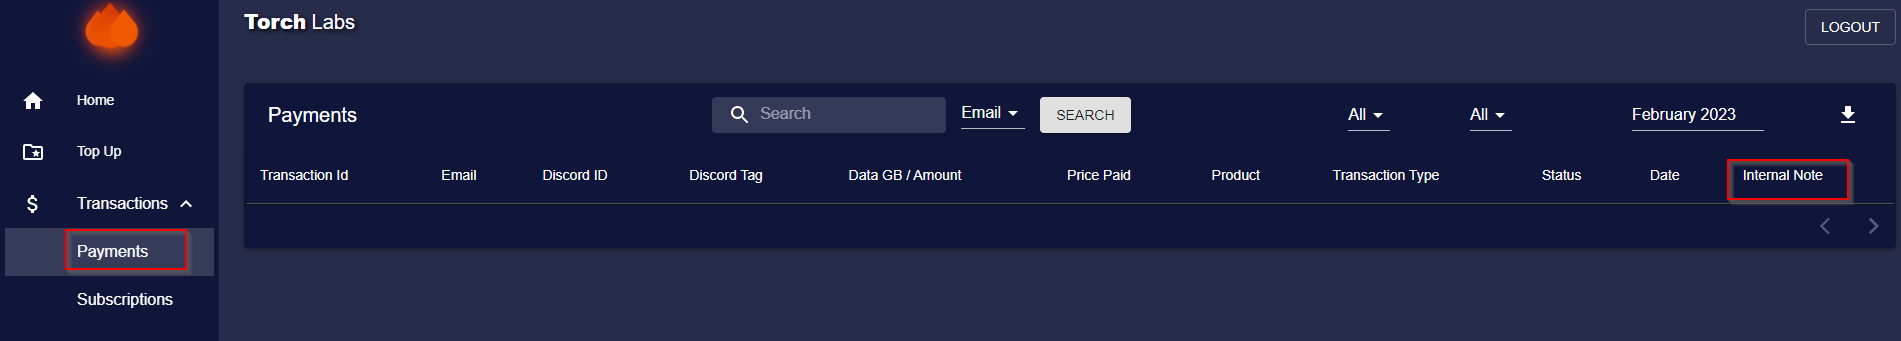 Torch Labs
LOGOUT
Home
Top Up
Transactions
Payments
Subscriptions
Payments
Search
Email
SEARCH
All
All
February 2023
Transaction Id Email Discord ID Discord Tag Data GB / Amount Price Paid Product Transaction Type Status Date Internal Note